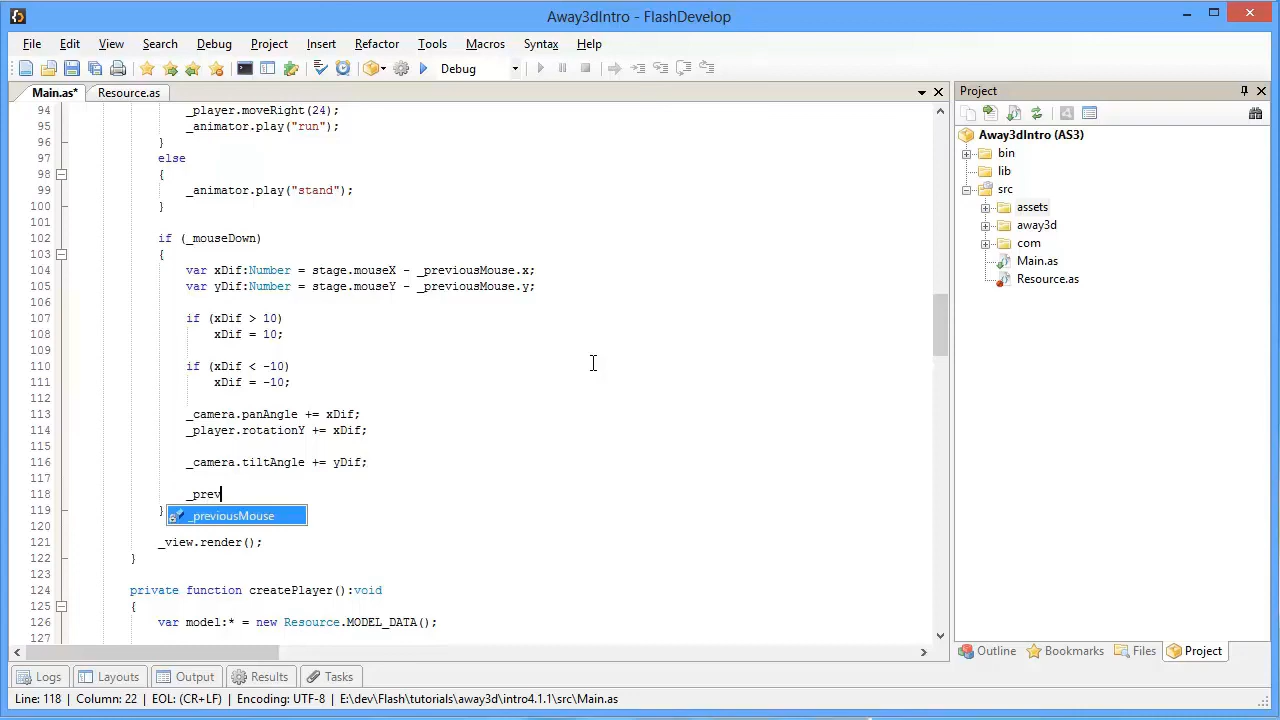 Away3dIntro - FlashDevelop
File Edit View Search Debug Project Insert Refactor Tools Macros Syntax Help
Debug
Main.as* Resource.as
94 _player.moveRight(24);
95 _animator.play("run");
96 }
97 else
98 {
99 _animator.play("stand");
100 }
101
102 if (_mouseDown)
103 {
104 var xDif:Number = stage.mouseX - _previousMouse.x;
105 var yDif:Number = stage.mouseY - _previousMouse.y;
106
107 if (xDif > 10)
108 xDif = 10;
109
110 if (xDif < -10)
111 xDif = -10;
112
113 _camera.panAngle += xDif;
114 _player.rotationY += xDif;
115
116 _camera.tiltAngle += yDif;
117
118 _prev
119 }
_previousMouse
120
121 _view.render();
122 }
123
124 private function createPlayer():void
125 {
126 var model:* = new Resource.MODEL_DATA();
127
Project
Away3dIntro (AS3)
bin
lib
src
assets
away3d
com
Main.as
Resource.as
Outline Bookmarks Files Project
Logs Layouts Output Results Tasks
Line: 118 | Column: 22 | EOL: (CR+LF) | Encoding: UTF-8 | E:\dev\Flash\tutorials\away3d\intro4.1.1\src\Main.as